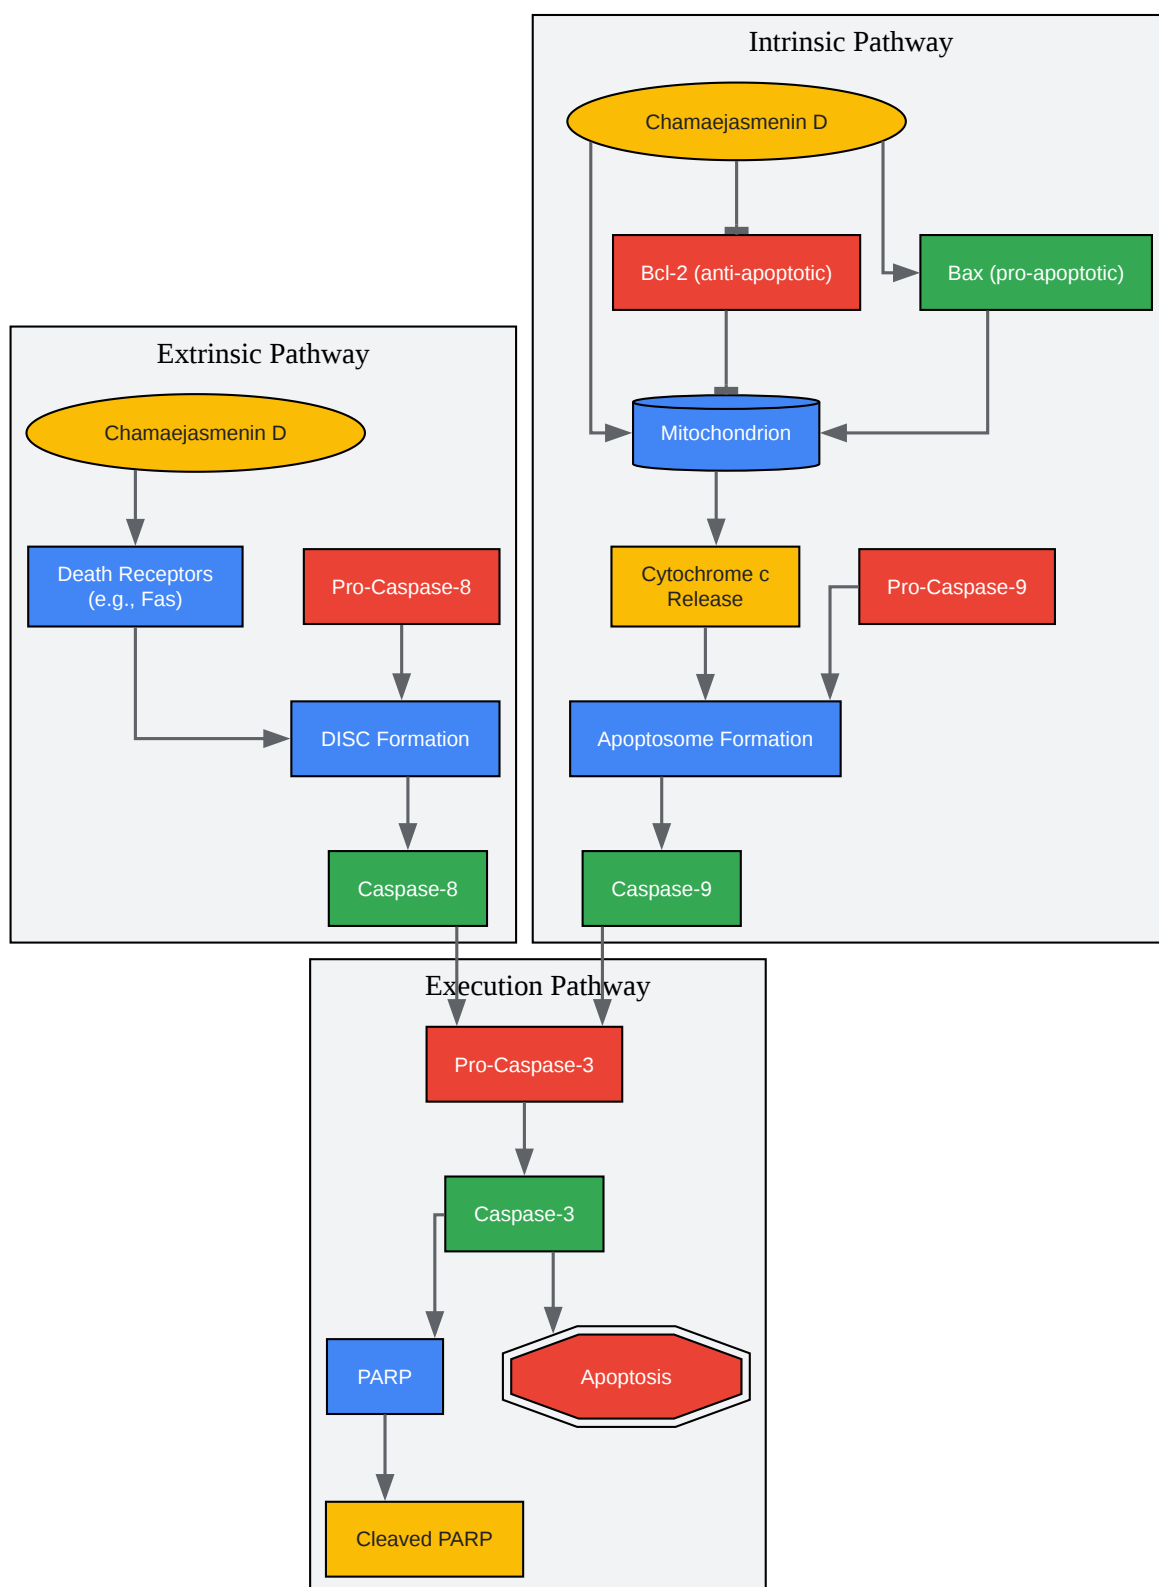 Intrinsic Pathway
Chamaejasmenin D
Bcl-2 (anti-apoptotic)
Bax (pro-apoptotic)
Extrinsic Pathway
Chamaejasmenin D
Mitochondrion
Death Receptors
(e.g., Fas)
Pro-Caspase-8
Cytochrome c
Release
Pro-Caspase-9
DISC Formation
Apoptosome Formation
Caspase-8
Caspase-9
Execution Pathway
Pro-Caspase-3
Caspase-3
PARP
Apoptosis
Cleaved PARP